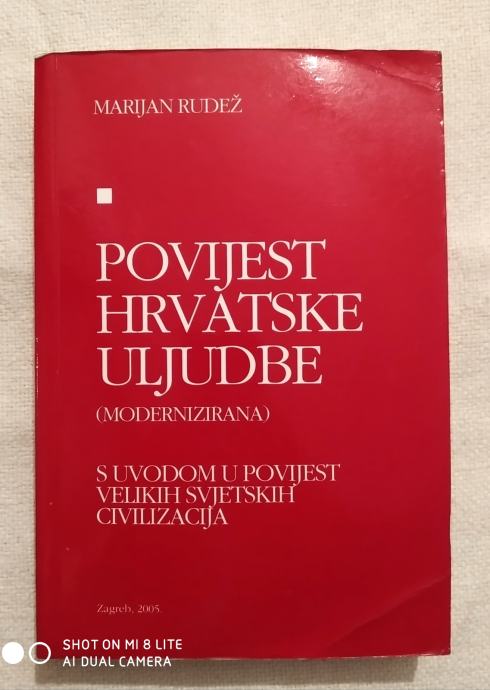 MARIJAN RUDEŽ
POVIJEST
HRVATSKE
ULJUDBE
(MODERNIZIRANA)
S UVODOM U POVIJEST
VELIKIH SVJETSKIH
CIVILIZACIJA
Zagreb, 2005.
SHOT ON MI 8 LITE
AI DUAL CAMERA